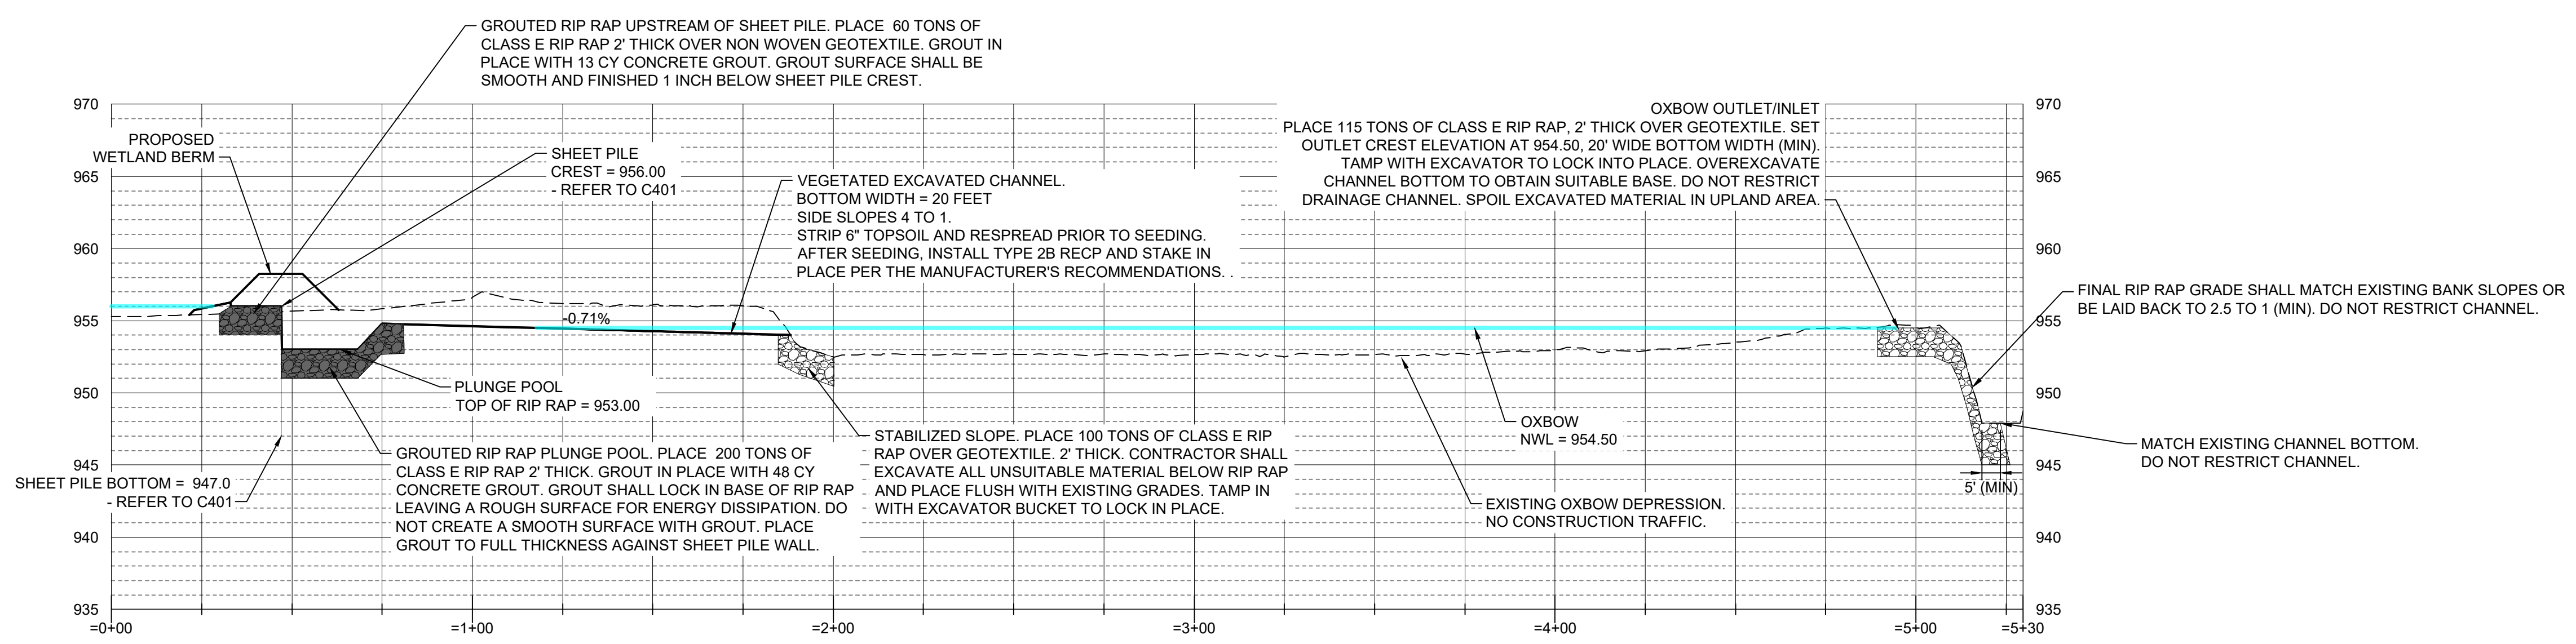 GROUTED RIP RAP UPSTREAM OF SHEET PILE. PLACE  60 TONS OF
CLASS E RIP RAP 2' THICK OVER NON WOVEN GEOTEXTILE. GROUT IN
PLACE WITH 13 CY CONCRETE GROUT. GROUT SURFACE SHALL BE
SMOOTH AND FINISHED 1 INCH BELOW SHEET PILE CREST.
970
965
960
955
950
945
940
935
PROPOSED
WETLAND BERM
SHEET PILE
CREST = 956.00
- REFER TO C401
VEGETATED EXCAVATED CHANNEL.
BOTTOM WIDTH = 20 FEET
SIDE SLOPES 4 TO 1.
STRIP 6" TOPSOIL AND RESPREAD PRIOR TO SEEDING.
AFTER SEEDING, INSTALL TYPE 2B RECP AND STAKE IN
PLACE PER THE MANUFACTURER'S RECOMMENDATIONS. .
OXBOW OUTLET/INLET
PLACE 115 TONS OF CLASS E RIP RAP, 2' THICK OVER GEOTEXTILE. SET
OUTLET CREST ELEVATION AT 954.50, 20' WIDE BOTTOM WIDTH (MIN).
TAMP WITH EXCAVATOR TO LOCK INTO PLACE. OVEREXCAVATE
CHANNEL BOTTOM TO OBTAIN SUITABLE BASE. DO NOT RESTRICT
DRAINAGE CHANNEL. SPOIL EXCAVATED MATERIAL IN UPLAND AREA.
970
965
960
955
950
945
940
935
FINAL RIP RAP GRADE SHALL MATCH EXISTING BANK SLOPES OR
BE LAID BACK TO 2.5 TO 1 (MIN). DO NOT RESTRICT CHANNEL.
-0.71%
PLUNGE POOL
TOP OF RIP RAP = 953.00
OXBOW
NWL = 954.50
SHEET PILE BOTTOM =  947.0
- REFER TO C401
GROUTED RIP RAP PLUNGE POOL. PLACE  200 TONS OF
CLASS E RIP RAP 2' THICK. GROUT IN PLACE WITH 48 CY
CONCRETE GROUT. GROUT SHALL LOCK IN BASE OF RIP RAP
LEAVING A ROUGH SURFACE FOR ENERGY DISSIPATION. DO
NOT CREATE A SMOOTH SURFACE WITH GROUT. PLACE
GROUT TO FULL THICKNESS AGAINST SHEET PILE WALL.
STABILIZED SLOPE. PLACE 100 TONS OF CLASS E RIP
RAP OVER GEOTEXTILE. 2' THICK. CONTRACTOR SHALL
EXCAVATE ALL UNSUITABLE MATERIAL BELOW RIP RAP
AND PLACE FLUSH WITH EXISTING GRADES. TAMP IN
WITH EXCAVATOR BUCKET TO LOCK IN PLACE.
EXISTING OXBOW DEPRESSION.
NO CONSTRUCTION TRAFFIC.
MATCH EXISTING CHANNEL BOTTOM.
DO NOT RESTRICT CHANNEL.
5' (MIN)
=0+00
=1+00
=2+00
=3+00
=4+00
=5+00
=5+30